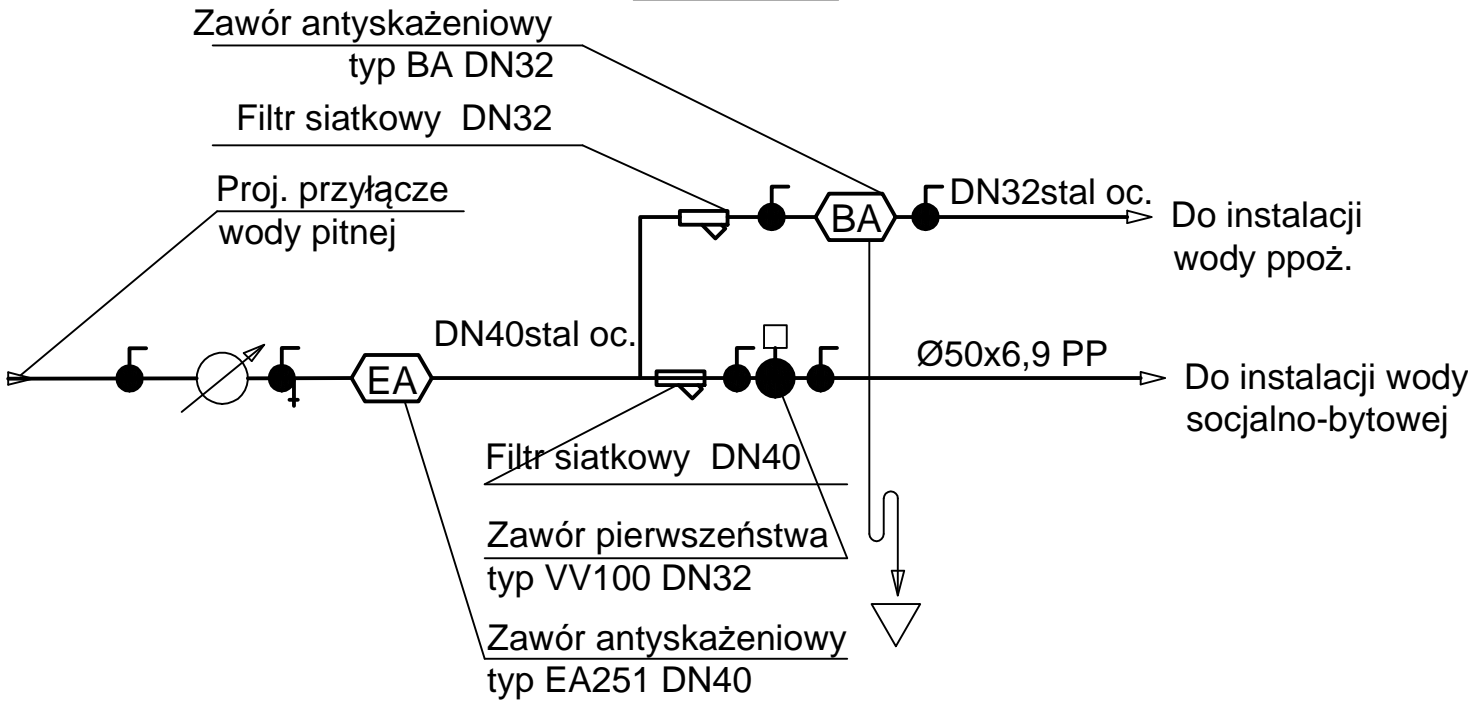 Zawór antyskażeniowy
typ BA DN32
Filtr siatkowy DN32
Proj. przyłącze
wody pitnej
BA
DN32stal oc.
Do instalacji
wody ppoż.
DN40stal oc.
EA
Ø50x6,9 PP
Do instalacji wody
socjalno-bytowej
Filtr siatkowy DN40
Zawór pierwszeństwa
typ VV100 DN32
Zawór antyskażeniowy
typ EA251 DN40